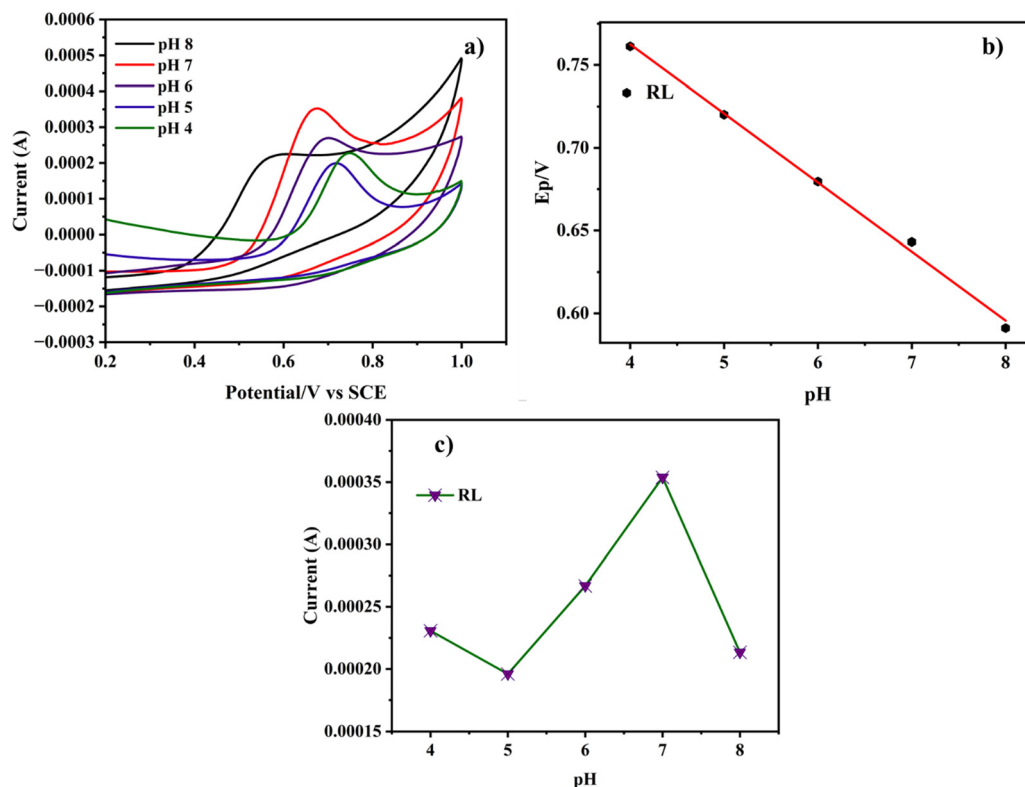 a)
0.0006
0.0005
0.0004
0.0003
0.0002
0.0001
0.0000
−0.0001
−0.0002
−0.0003
Current (A)
pH 8
pH 7
pH 6
pH 5
pH 4
0.2 0.4 0.6 0.8 1.0
Potential/V vs SCE
b)
0.75
0.70
0.65
0.60
Ep/V
RL
4 5 6 7 8
pH
c)
0.00040
0.00035
0.00030
0.00025
0.00020
0.00015
Current (A)
RL
4 5 6 7 8
pH